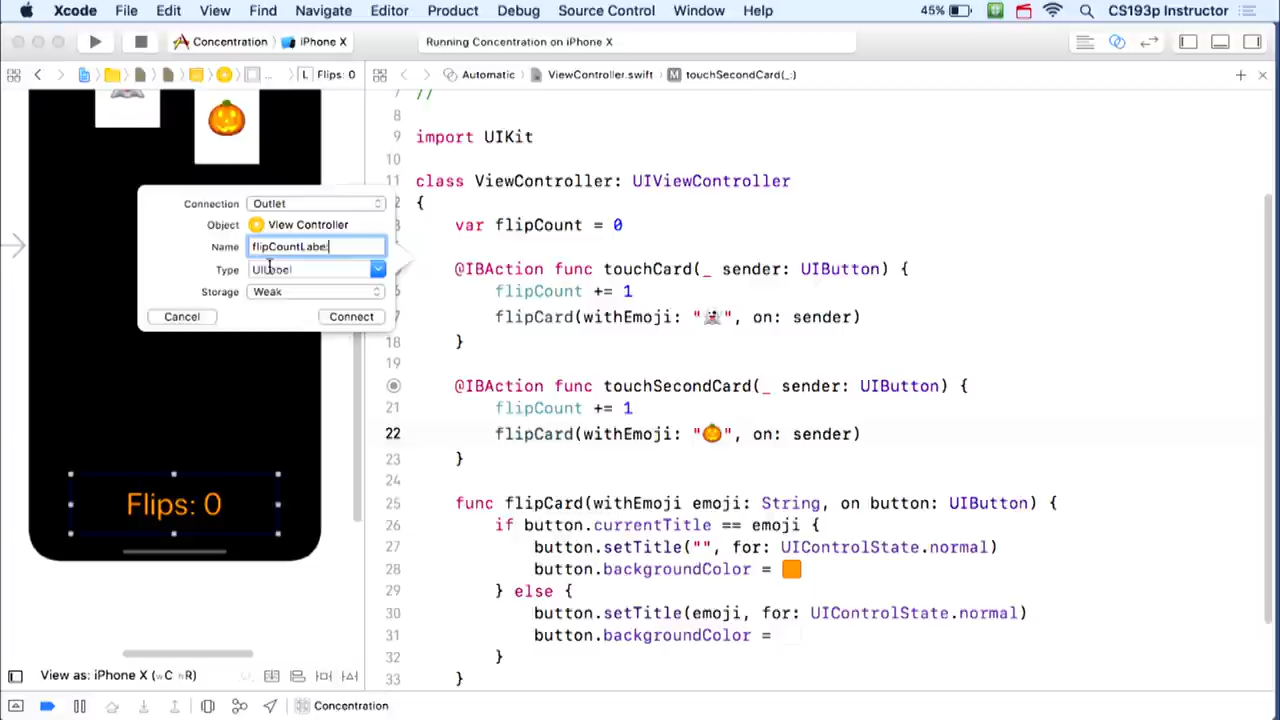 Xcode File Edit View Find Navigate Editor Product Debug Source Control Window Help 45% CS193p Instructor
Concentration iPhone X Running Concentration on iPhone X
L Flips: 0 Automatic ViewController.swift M touchSecondCard(_:)
7 //
8
9 import UIKit
10
11 class ViewController: UIViewController
{
var flipCount = 0
@IBAction func touchCard(_ sender: UIButton) {
flipCount += 1
flipCard(withEmoji: "👻", on: sender)
18 }
19
@IBAction func touchSecondCard(_ sender: UIButton) {
21 flipCount += 1
22 flipCard(withEmoji: "🎃", on: sender)
23 }
24
25 func flipCard(withEmoji emoji: String, on button: UIButton) {
26 if button.currentTitle == emoji {
27 button.setTitle("", for: UIControlState.normal)
28 button.backgroundColor =
29 } else {
30 button.setTitle(emoji, for: UIControlState.normal)
31 button.backgroundColor =
32 }
33 }
Connection Outlet
Object View Controller
Name flipCountLabel
Type UILabel
Storage Weak
Cancel Connect
Flips: 0
View as: iPhone X (wC hR)
Concentration